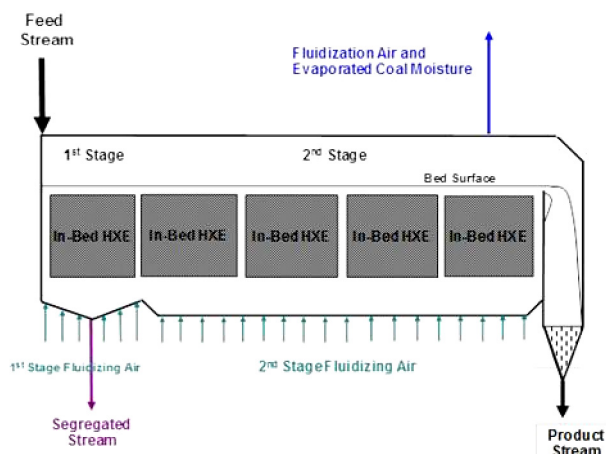 Feed
Stream
Fluidization Air and
Evaporated Coal Moisture
1st Stage
2nd Stage
Bed Surface
In-Bed HXE
In-Bed HXE
In-Bed HXE
In-Bed HXE
In-Bed HXE
1st Stage Fluidizing Air
2nd Stage Fluidizing Air
Segregated
Stream
Product
Stream